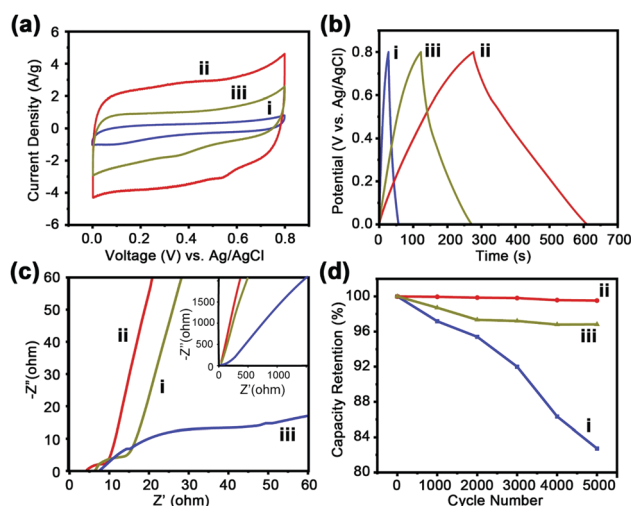 (a)
6
4
2
0
-2
-4
-6
Current Density (A/g)
ii
iii
i
0.0 0.2 0.4 0.6 0.8
Voltage (V) vs. Ag/AgCl
(b)
0.8
0.6
0.4
0.2
0.0
Potential (V vs. Ag/AgCl)
i
iii
ii
0 100 200 300 400 500 600 700
Time (s)
(c)
60
50
40
30
20
10
0
-Z"(ohm)
ii
i
iii
0 10 20 30 40 50 60
Z' (ohm)
2000
1500
1000
500
0
-Z"(ohm)
0 500 1000
Z'(ohm)
(d)
100
96
92
88
84
80
Capacity Retention (%)
ii
iii
i
0 1000 2000 3000 4000 5000
Cycle Number